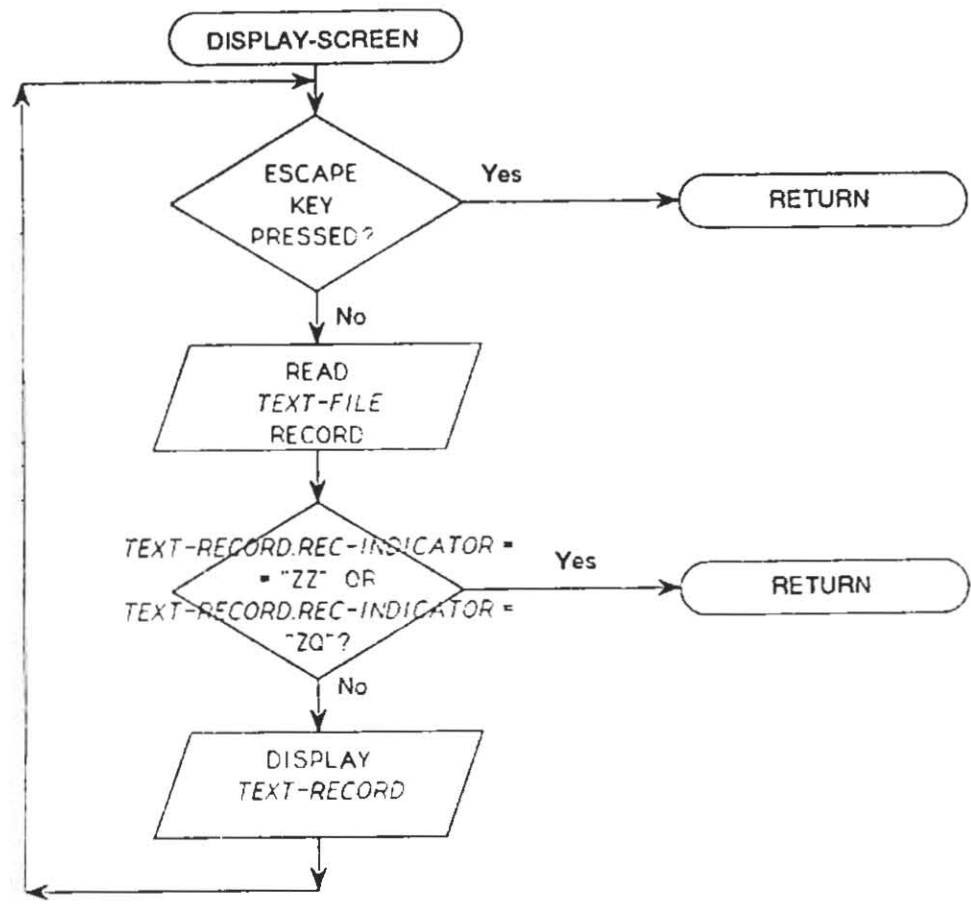 DISPLAY-SCREEN
ESCAPE
KEY
PRESSED?
Yes
RETURN
No
READ
TEXT-FILE
RECORD
TEXT-RECORD.REC-INDICATOR =
= "ZZ" OR
TEXT-RECORD.REC-INDICATOR =
"ZQ"?
Yes
RETURN
No
DISPLAY
TEXT-RECORD